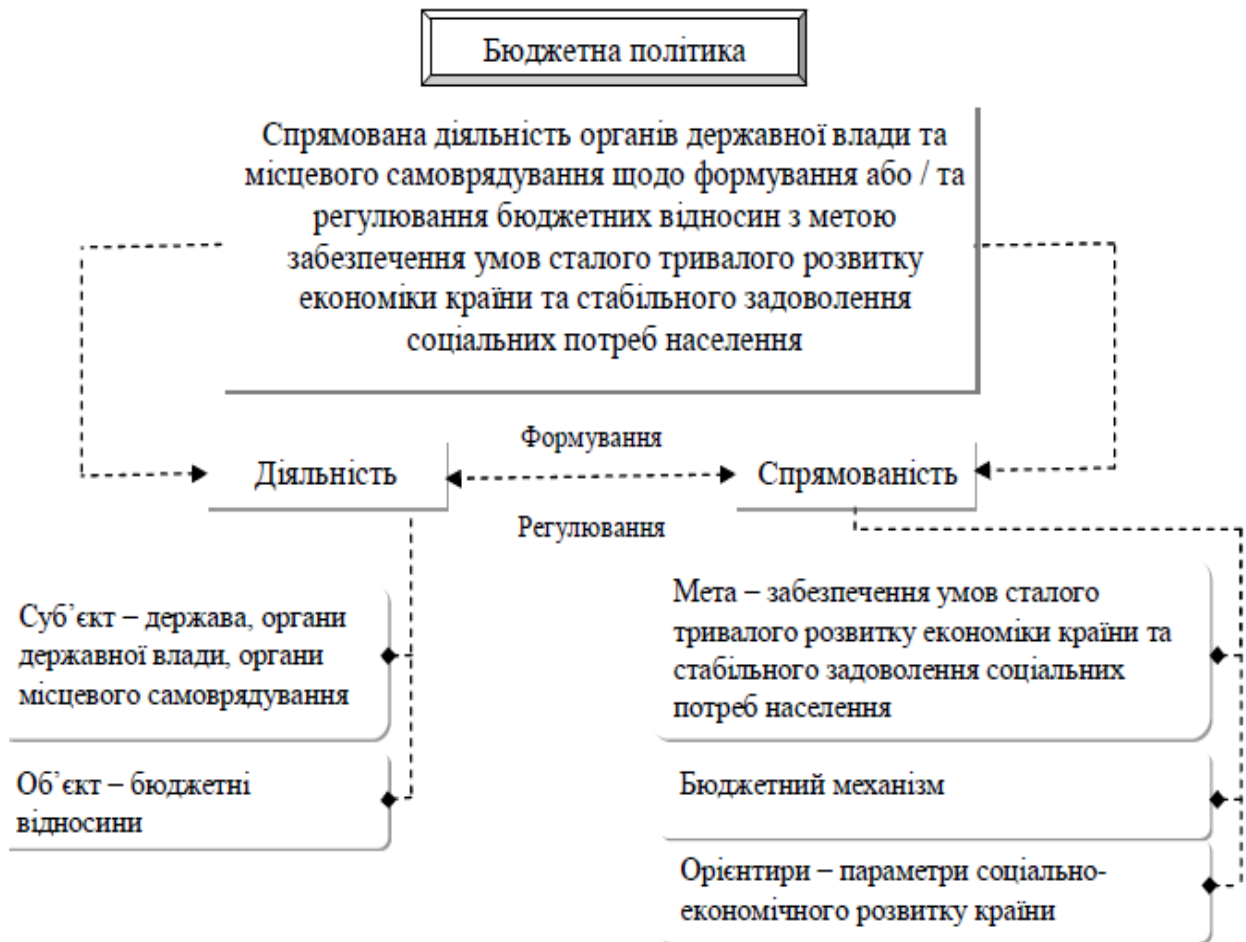 Бюджетна політика
Спрямована діяльність органів державної влади та
місцевого самоврядування щодо формування або / та
регулювання бюджетних відносин з метою
забезпечення умов сталого тривалого розвитку
економіки країни та стабільного задоволення
соціальних потреб населення
Формування
Діяльність
Спрямованість
Регулювання
Суб’єкт – держава, органи
державної влади, органи
місцевого самоврядування
Об’єкт – бюджетні
відносини
Мета – забезпечення умов сталого
тривалого розвитку економіки країни та
стабільного задоволення соціальних
потреб населення
Бюджетний механізм
Орієнтири – параметри соціально-
економічного розвитку країни